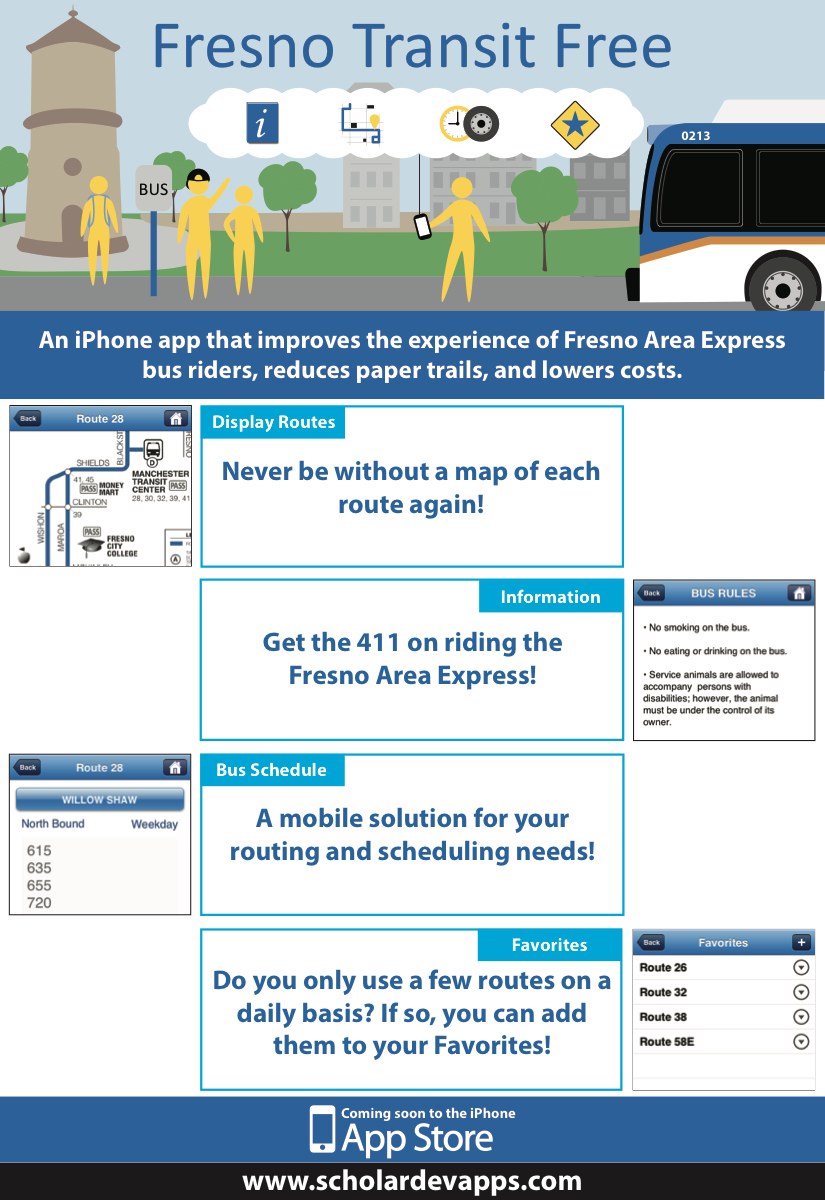 Fresno Transit Free
i
0213
BUS
An iPhone app that improves the experience of Fresno Area Express
bus riders, reduces paper trails, and lowers costs.
Back
Route 28
BLACKST
SHIELDS
41, 45
PASS MONEY
MART
D
MANCHESTER
TRANSIT
CENTER PASS
28, 30, 32, 39, 41
CLINTON
39
WISHON
MAROA
PASS
FRESNO
CITY
COLLEGE
A
Display Routes
Never be without a map of each
route again!
Information
Get the 411 on riding the
Fresno Area Express!
Back
BUS RULES
• No smoking on the bus.
• No eating or drinking on the bus.
• Service animals are allowed to
accompany persons with
disabilities; however, the animal
must be under the control of its
owner.
Back
Route 28
WILLOW SHAW
North Bound Weekday
615
635
655
720
Bus Schedule
A mobile solution for your
routing and scheduling needs!
Favorites
Do you only use a few routes on a
daily basis? If so, you can add
them to your Favorites!
Back
Favorites
+
Route 26
Route 32
Route 38
Route 58E
Coming soon to the iPhone
App Store
www.scholardevapps.com